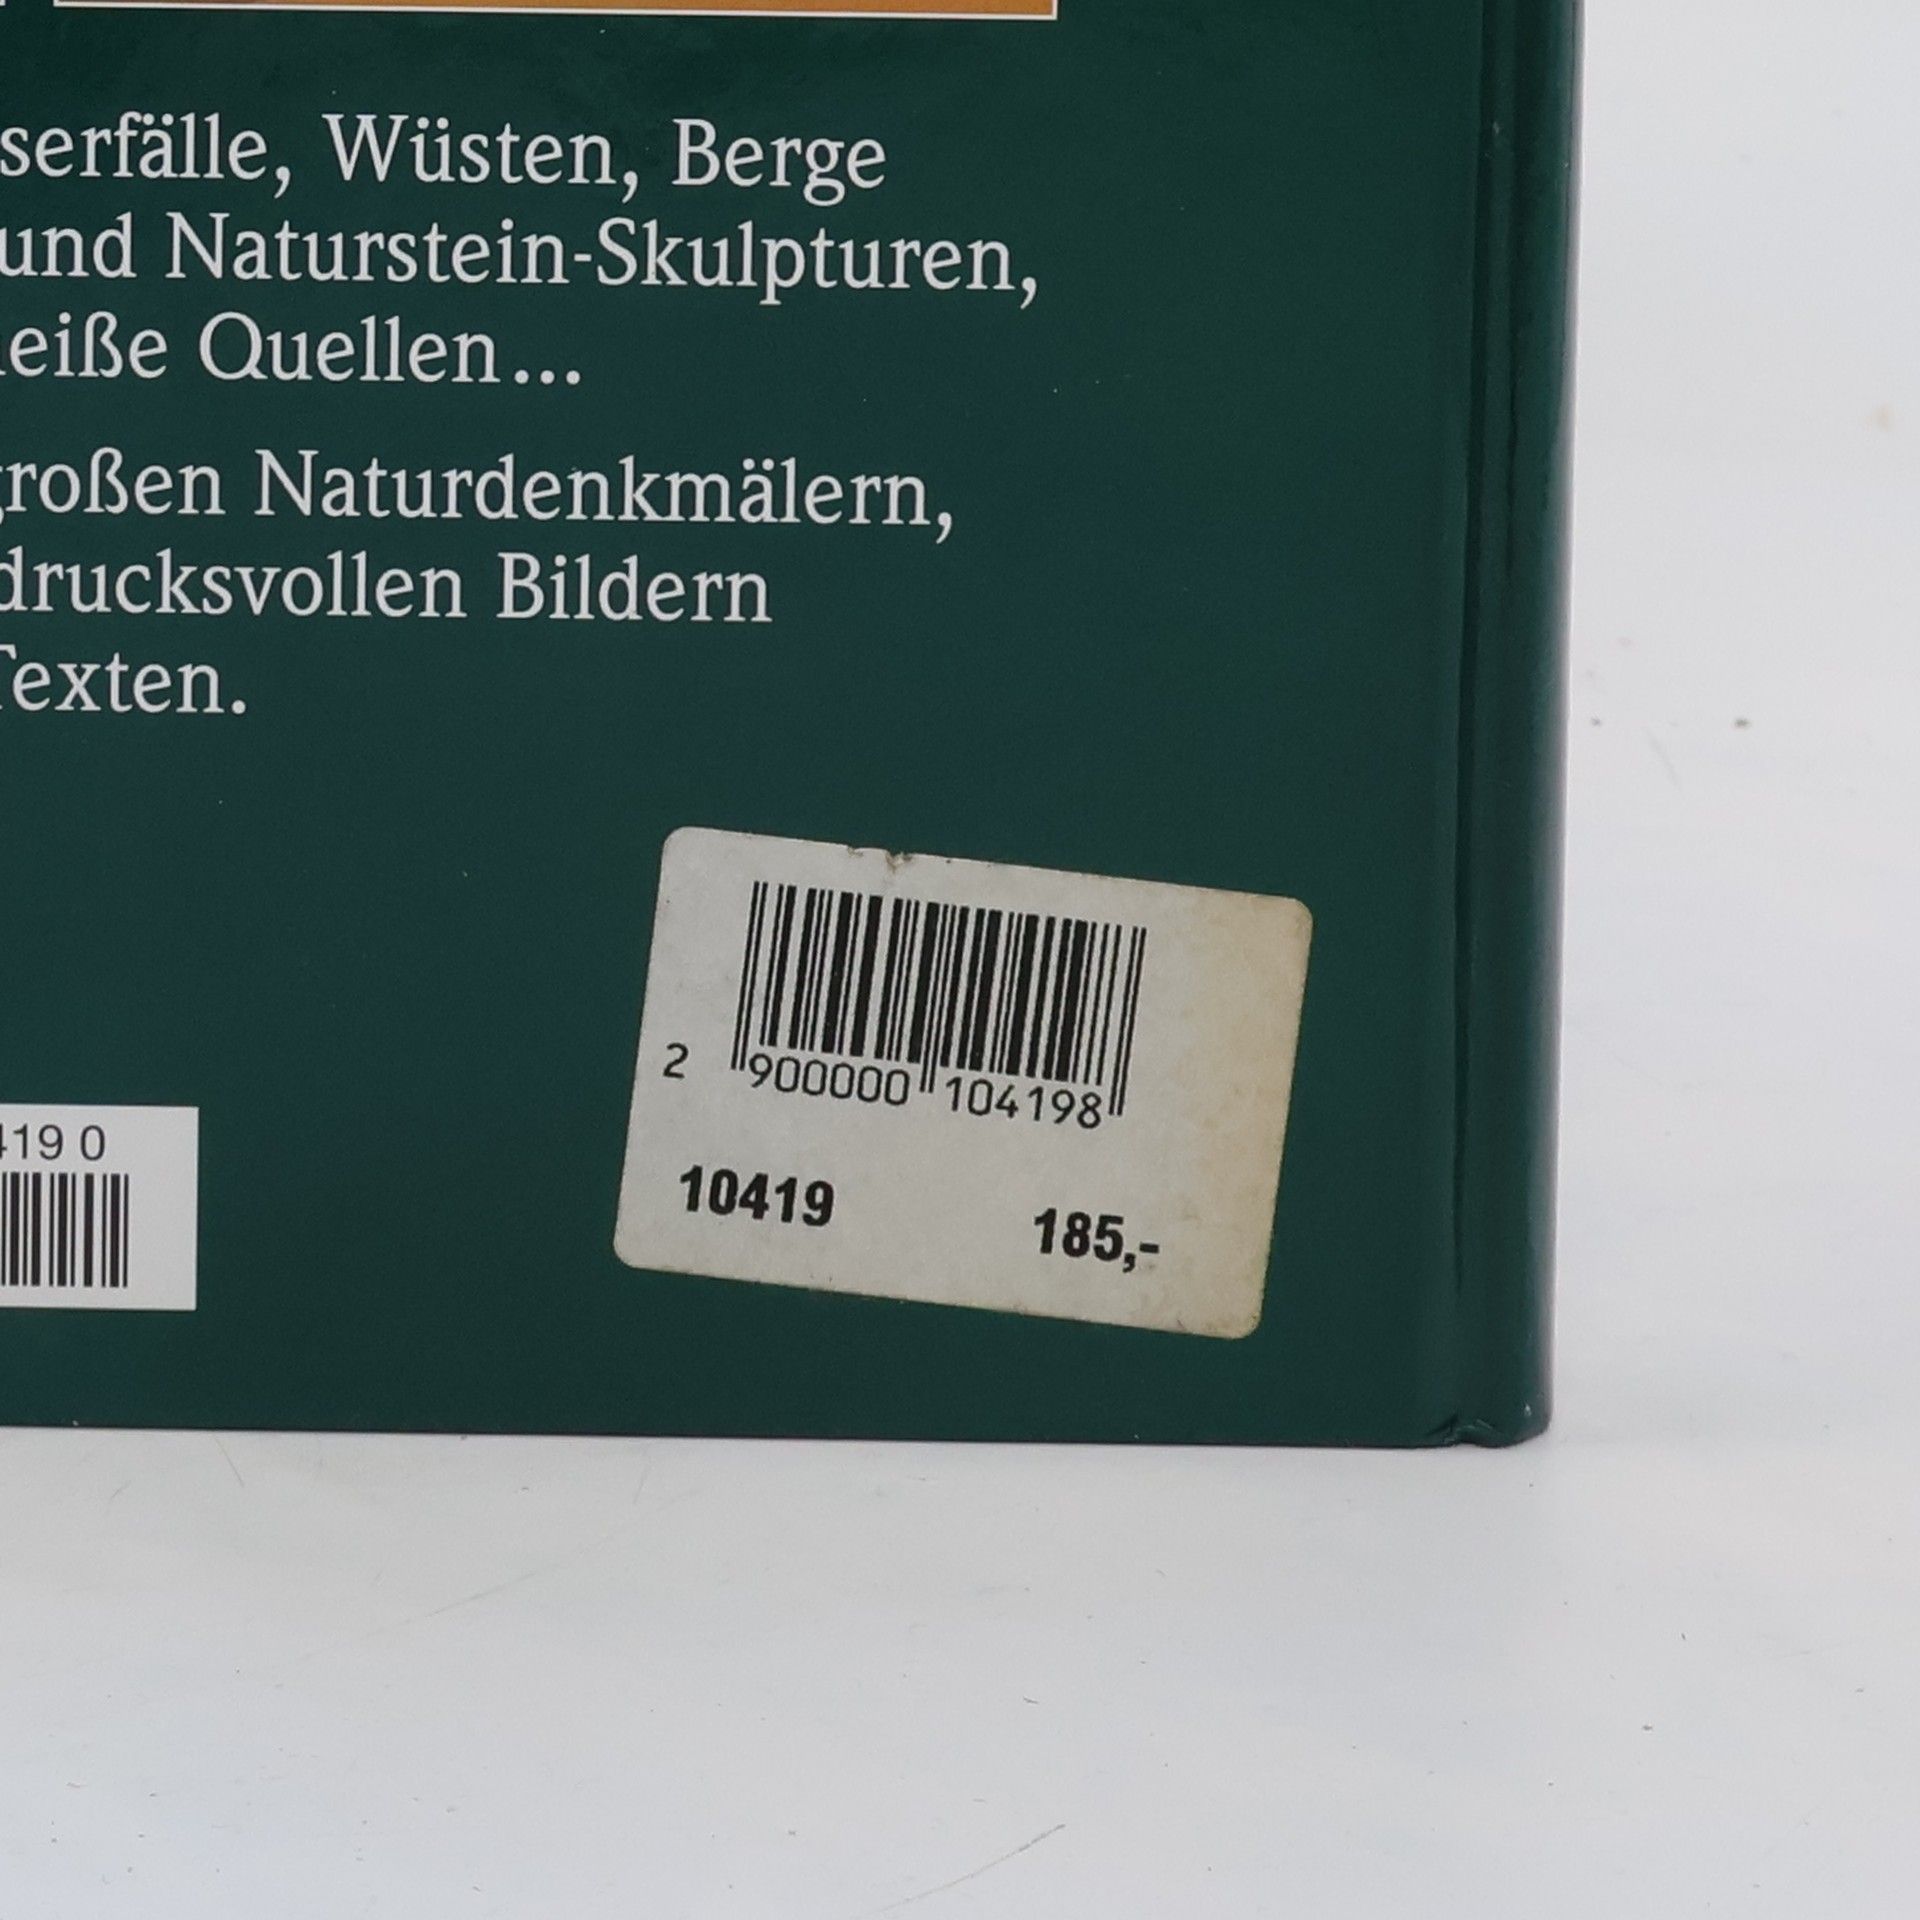 serfälle, Wüsten, Berge
und Naturstein-Skulpturen,
eiße Quellen...
großen Naturdenkmälern,
drucksvollen Bildern
Texten.
419 0
2 900000 104198
10419 185,-